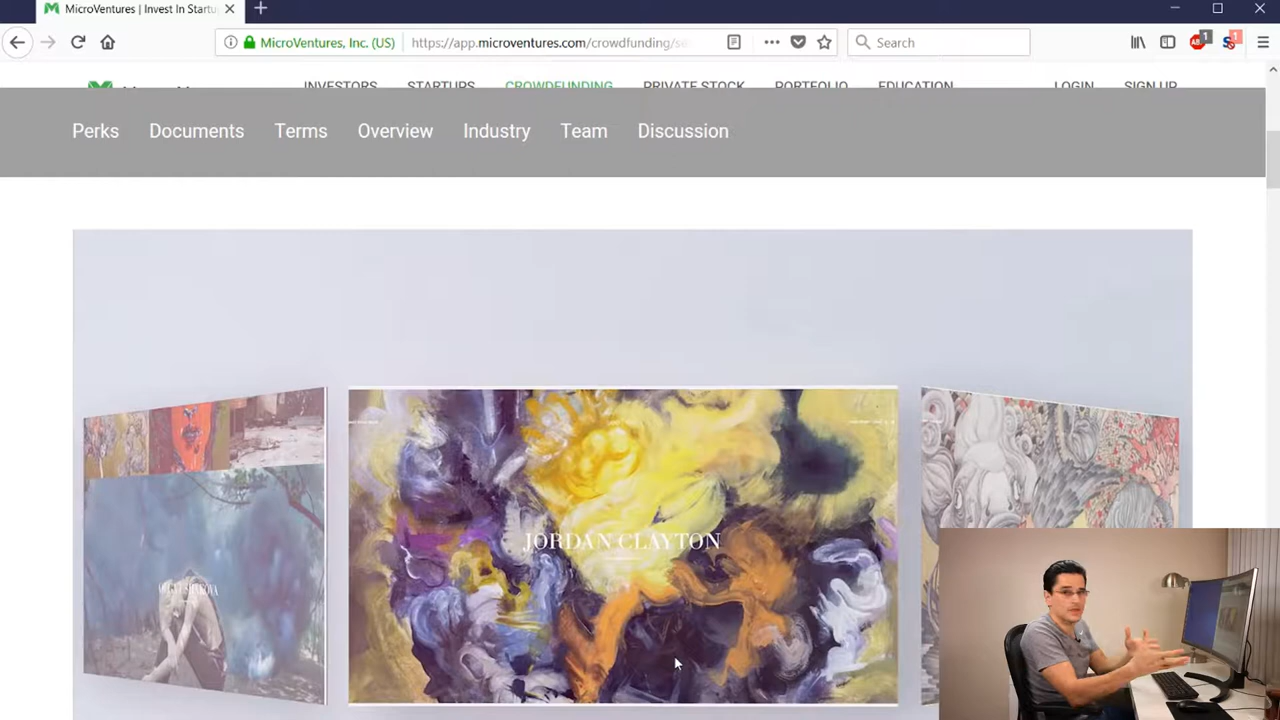 MicroVentures | Invest In Startu
MicroVentures, Inc. (US) https://app.microventures.com/crowdfunding/se Search
INVESTORS STARTUPS CROWDFUNDING PRIVATE STOCK PORTFOLIO EDUCATION LOGIN SIGN UP
Perks Documents Terms Overview Industry Team Discussion
JORDAN CLAYTON